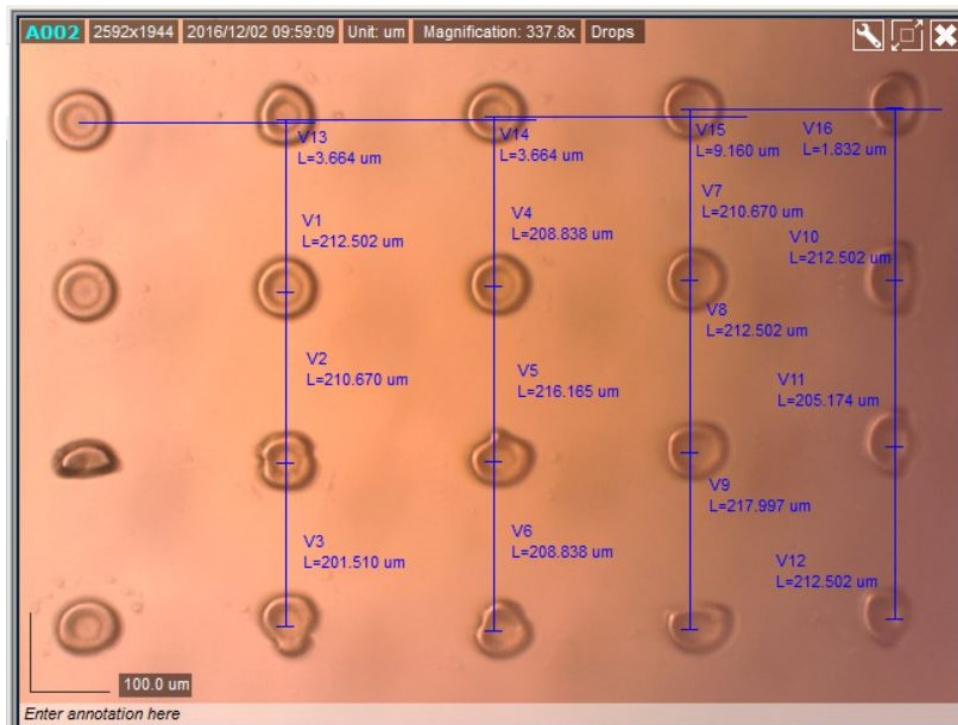 A002 2592x1944 2016/12/02 09:59:09 Unit: um Magnification: 337.8x Drops
V13
L=3.664 um
V14
L=3.664 um
V15
L=9.160 um
V16
L=1.832 um
V1
L=212.502 um
V4
L=208.838 um
V7
L=210.670 um
V10
L=212.502 um
V2
L=210.670 um
V5
L=216.165 um
V8
L=212.502 um
V11
L=205.174 um
V3
L=201.510 um
V6
L=208.838 um
V9
L=217.997 um
V12
L=212.502 um
100.0 um
Enter annotation here